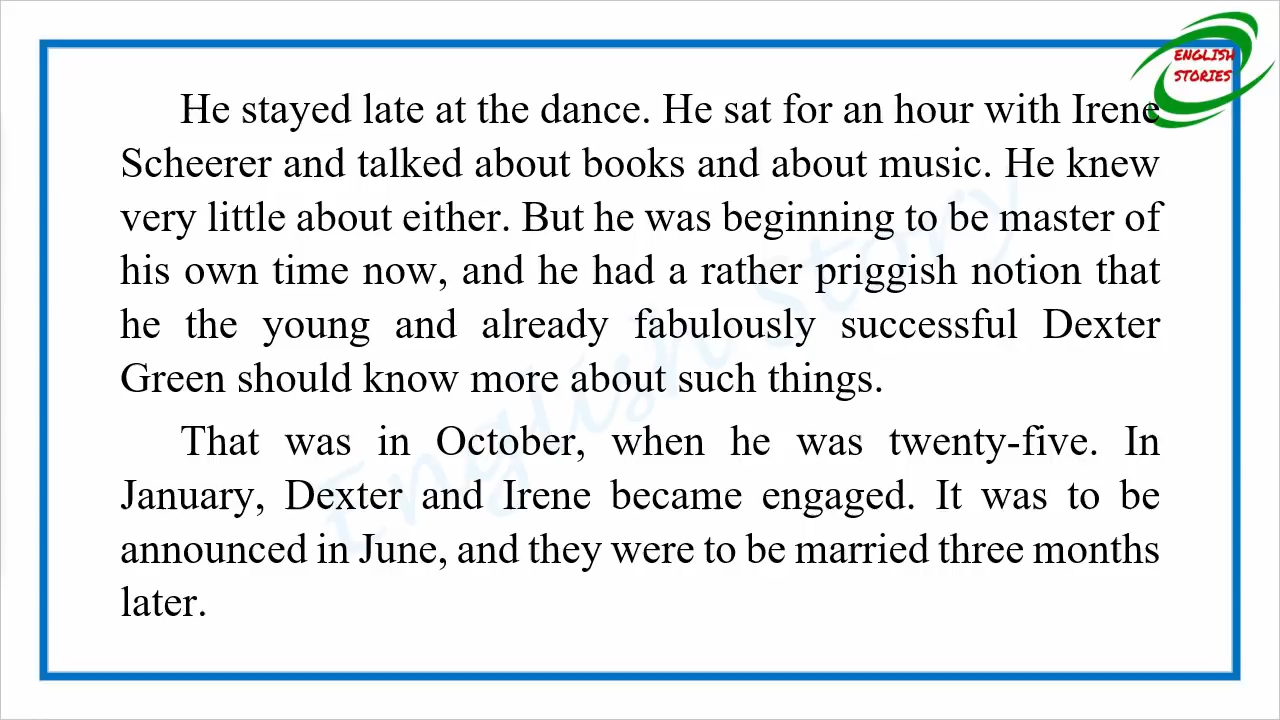 ENGLISH
STORIES
He stayed late at the dance. He sat for an hour with Irene
Scheerer and talked about books and about music. He knew
very little about either. But he was beginning to be master of
his own time now, and he had a rather priggish notion that
he the young and already fabulously successful Dexter
Green should know more about such things.
That was in October, when he was twenty-five. In
January, Dexter and Irene became engaged. It was to be
announced in June, and they were to be married three months
later.
English Story